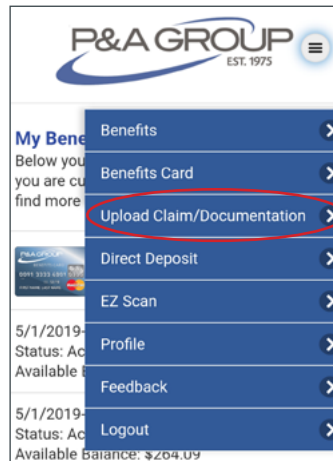 P&A GROUP
EST. 1975
My Bene
Below you
you are cu
find more
Benefits
Benefits Card
Upload Claim/Documentation
Direct Deposit
EZ Scan
Profile
Feedback
Logout
P&A GROUP
5/1/2019-
Status: Ac
Available B
5/1/2019-
Status: Ac
Available Balance: $264.09